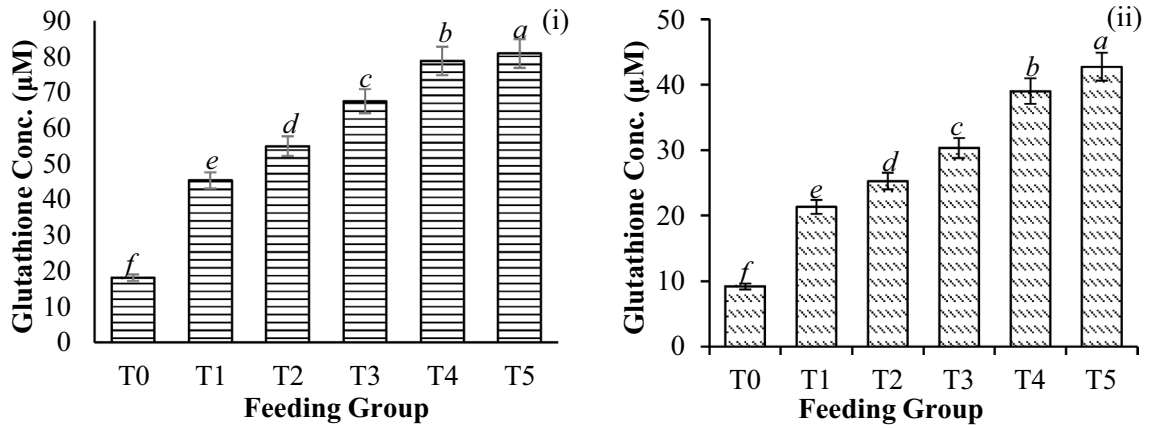 (i)
Glutathione Conc. (µM)
90
80
70
60
50
40
30
20
10
0
f
e
d
c
b
a
T0 T1 T2 T3 T4 T5
Feeding Group
(ii)
Glutathione Conc. (µM)
50
40
30
20
10
0
f
e
d
c
b
a
T0 T1 T2 T3 T4 T5
Feeding Group